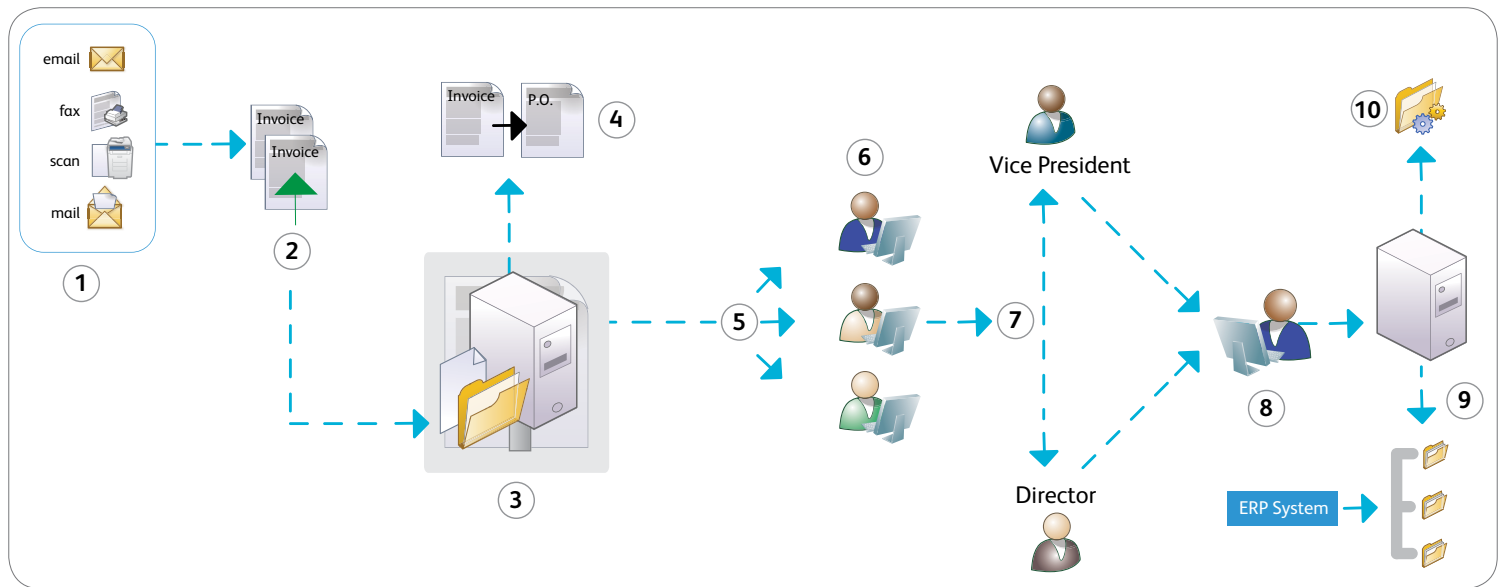 email
fax
scan
mail
1
Invoice
Invoice
2
3
Invoice
P.O.
4
5
6
7
Vice President
Director
8
9
ERP System
10